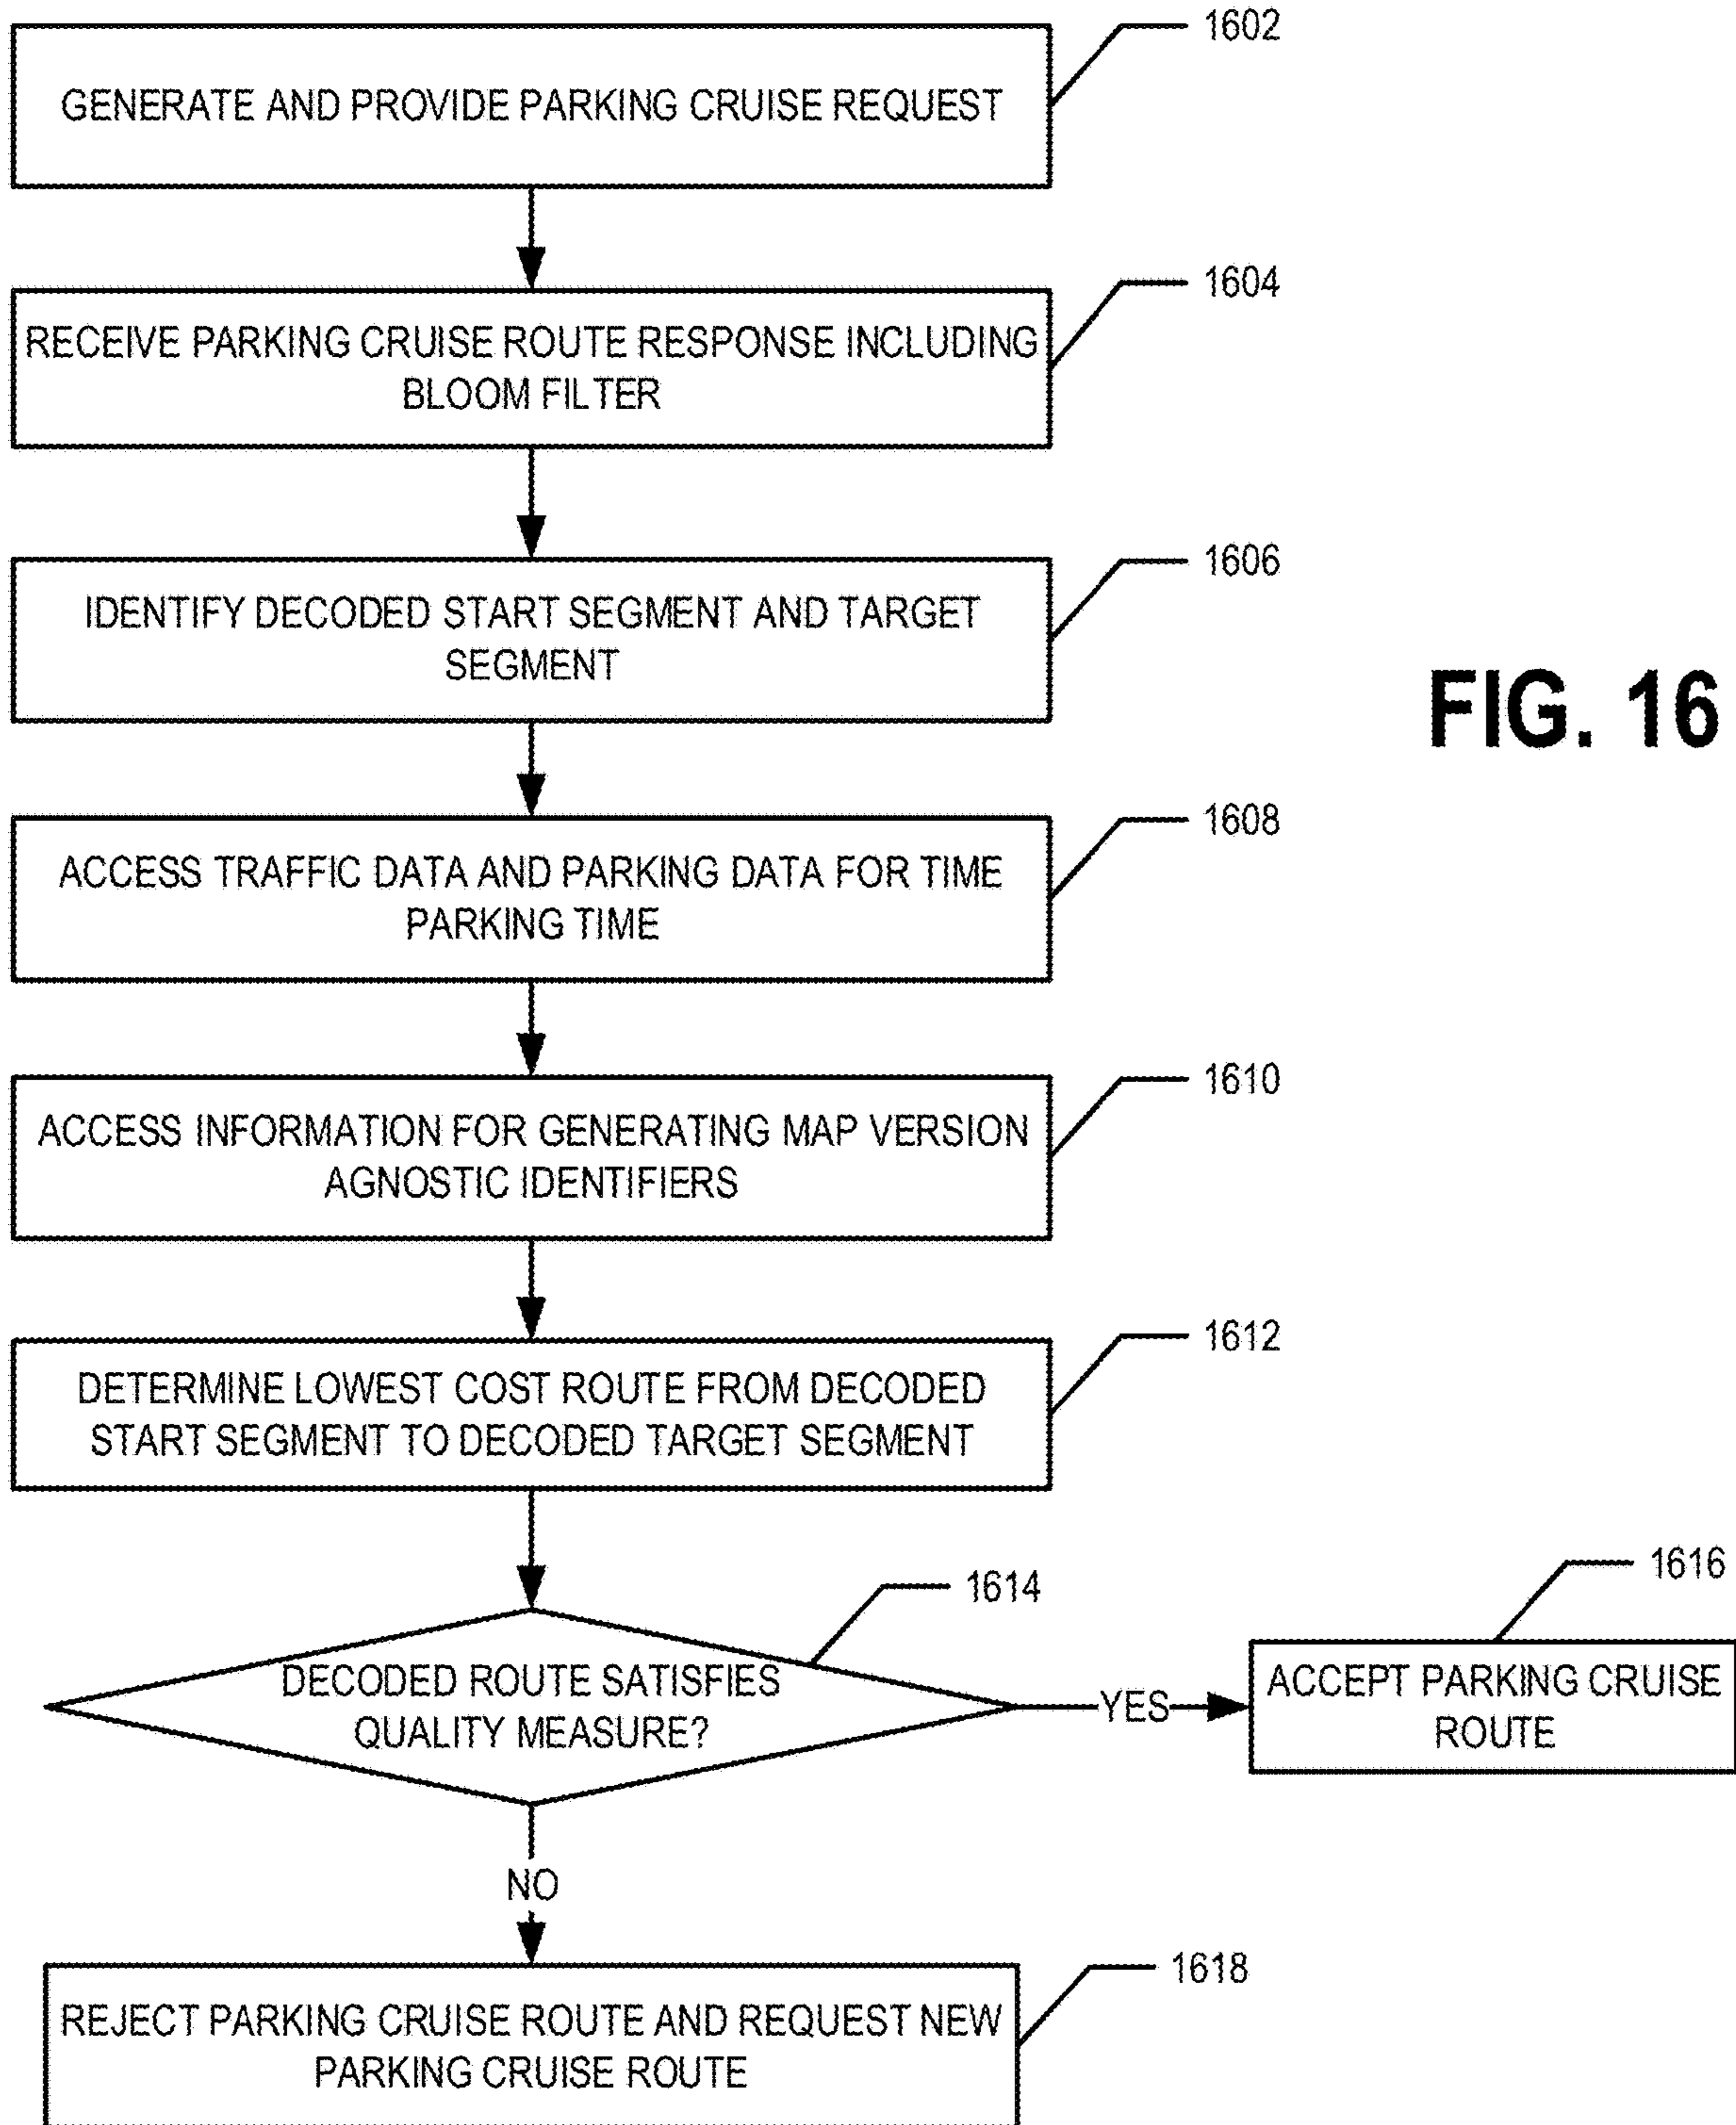 1602
GENERATE AND PROVIDE PARKING CRUISE REQUEST
1604
RECEIVE PARKING CRUISE ROUTE RESPONSE INCLUDING
BLOOM FILTER
1606
IDENTIFY DECODED START SEGMENT AND TARGET
SEGMENT
FIG. 16
1608
ACCESS TRAFFIC DATA AND PARKING DATA FOR TIME
PARKING TIME
1610
ACCESS INFORMATION FOR GENERATING MAP VERSION
AGNOSTIC IDENTIFIERS
1612
DETERMINE LOWEST COST ROUTE FROM DECODED
START SEGMENT TO DECODED TARGET SEGMENT
1614
DECODED ROUTE SATISFIES
QUALITY MEASURE?
YES
1616
ACCEPT PARKING CRUISE
ROUTE
NO
1618
REJECT PARKING CRUISE ROUTE AND REQUEST NEW
PARKING CRUISE ROUTE